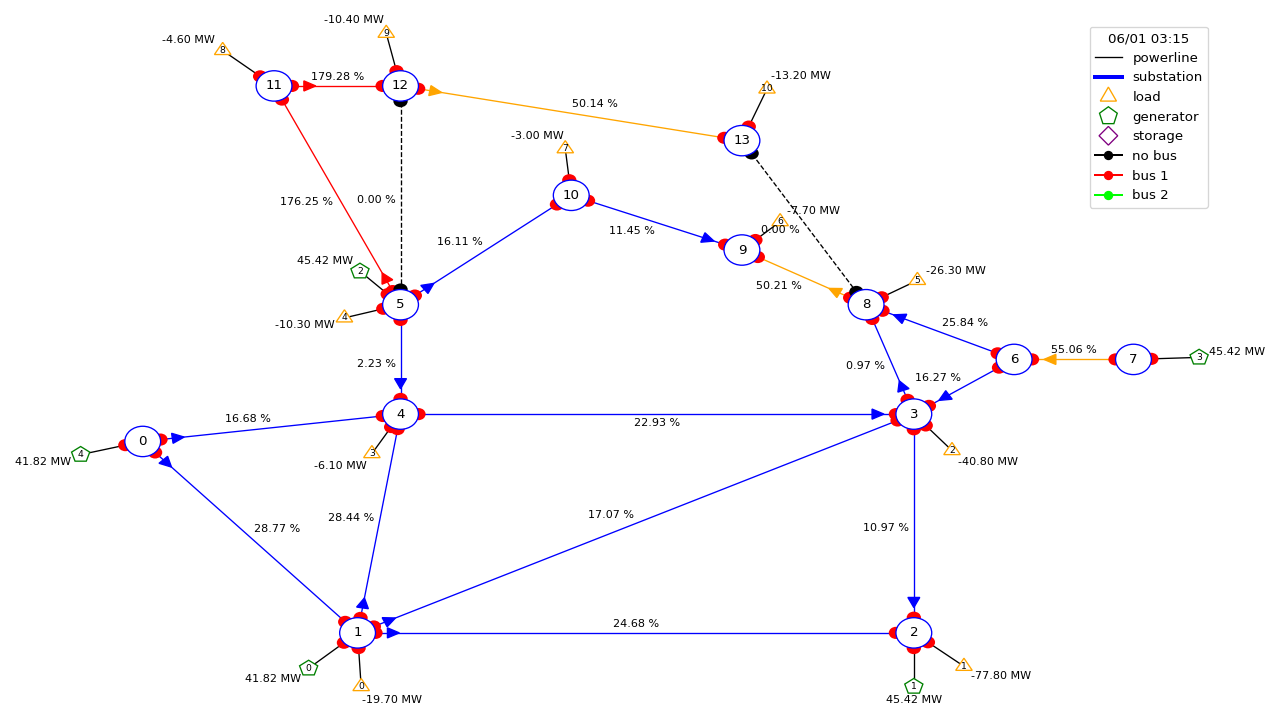 -10.40 MW
9
-4.60 MW
8
06/01 03:15
powerline
substation
load
generator
storage
no bus
bus 1
bus 2
11
179.28 %
12
-13.20 MW
10
50.14 %
13
-3.00 MW
7
176.25 %
0.00 %
10
-7.70 MW
6
0.00 %
16.11 %
11.45 %
9
45.42 MW
2
50.21 %
-26.30 MW
5
-10.30 MW
4
5
8
25.84 %
2.23 %
0.97 %
16.27 %
6
55.06 %
7
3
45.42 MW
16.68 %
4
22.93 %
3
0
41.82 MW
4
-6.10 MW
3
2
-40.80 MW
28.77 %
28.44 %
17.07 %
10.97 %
1
24.68 %
2
41.82 MW
0
0
-19.70 MW
1
45.42 MW
1
-77.80 MW